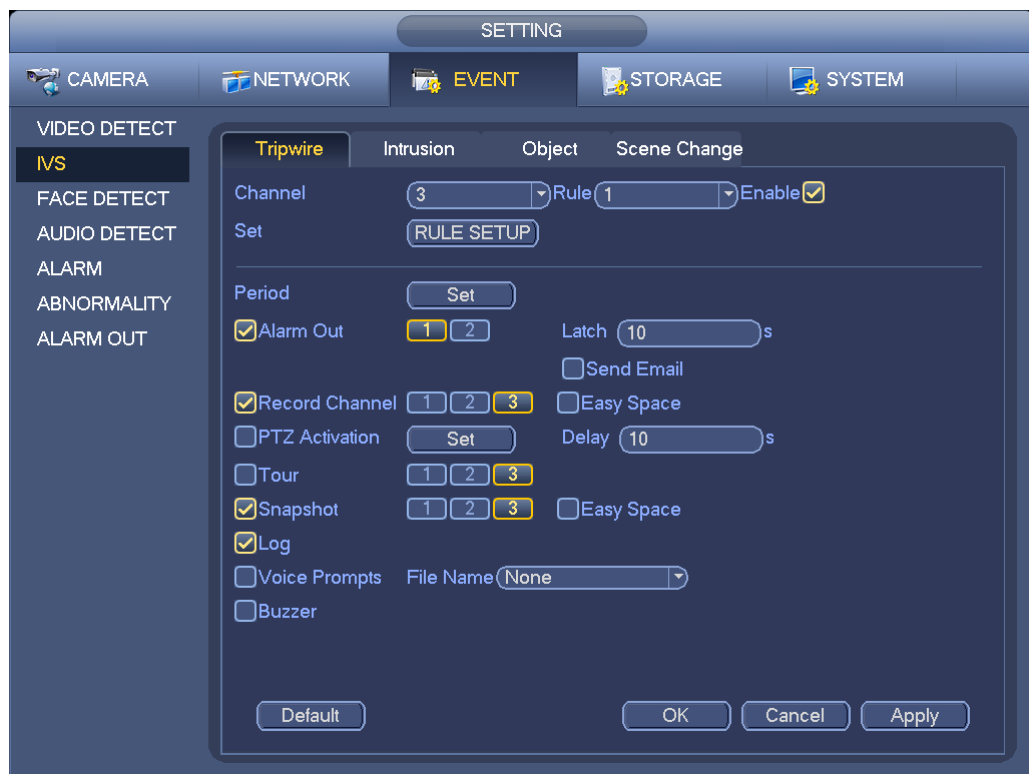 SETTING
CAMERA NETWORK EVENT STORAGE SYSTEM
VIDEO DETECT
IVS
FACE DETECT
AUDIO DETECT
ALARM
ABNORMALITY
ALARM OUT
Tripwire Intrusion Object Scene Change
Channel 3 Rule 1 Enable
Set RULE SETUP
Period Set
Alarm Out 1 2 Latch 10 s
Send Email
Record Channel 1 2 3 Easy Space
PTZ Activation Set Delay 10 s
Tour 1 2 3
Snapshot 1 2 3 Easy Space
Log
Voice Prompts File Name None
Buzzer
Default OK Cancel Apply